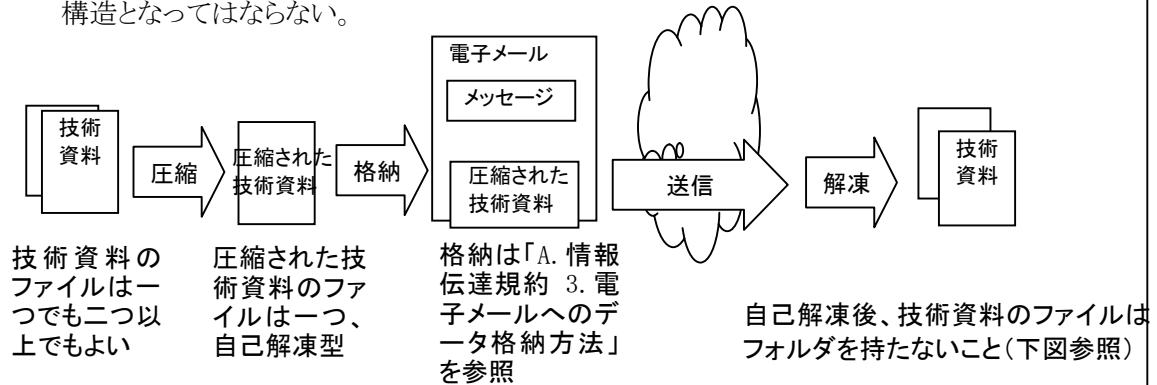 構造となってはならない。
電子メール
メッセージ
技術
資料
圧縮
圧縮された
技術資料
格納
圧縮された
技術資料
送信
解凍
技術
資料
技術資料の
ファイルは一
つでも二つ以
上でもよい
圧縮された技
術資料のファ
イルは一つ、
自己解凍型
格納は「A.情報
伝達規約 3.電
子メールへのデ
ータ格納方法」
を参照
自己解凍後、技術資料のファイルは
フォルダを持たないこと(下図参照)